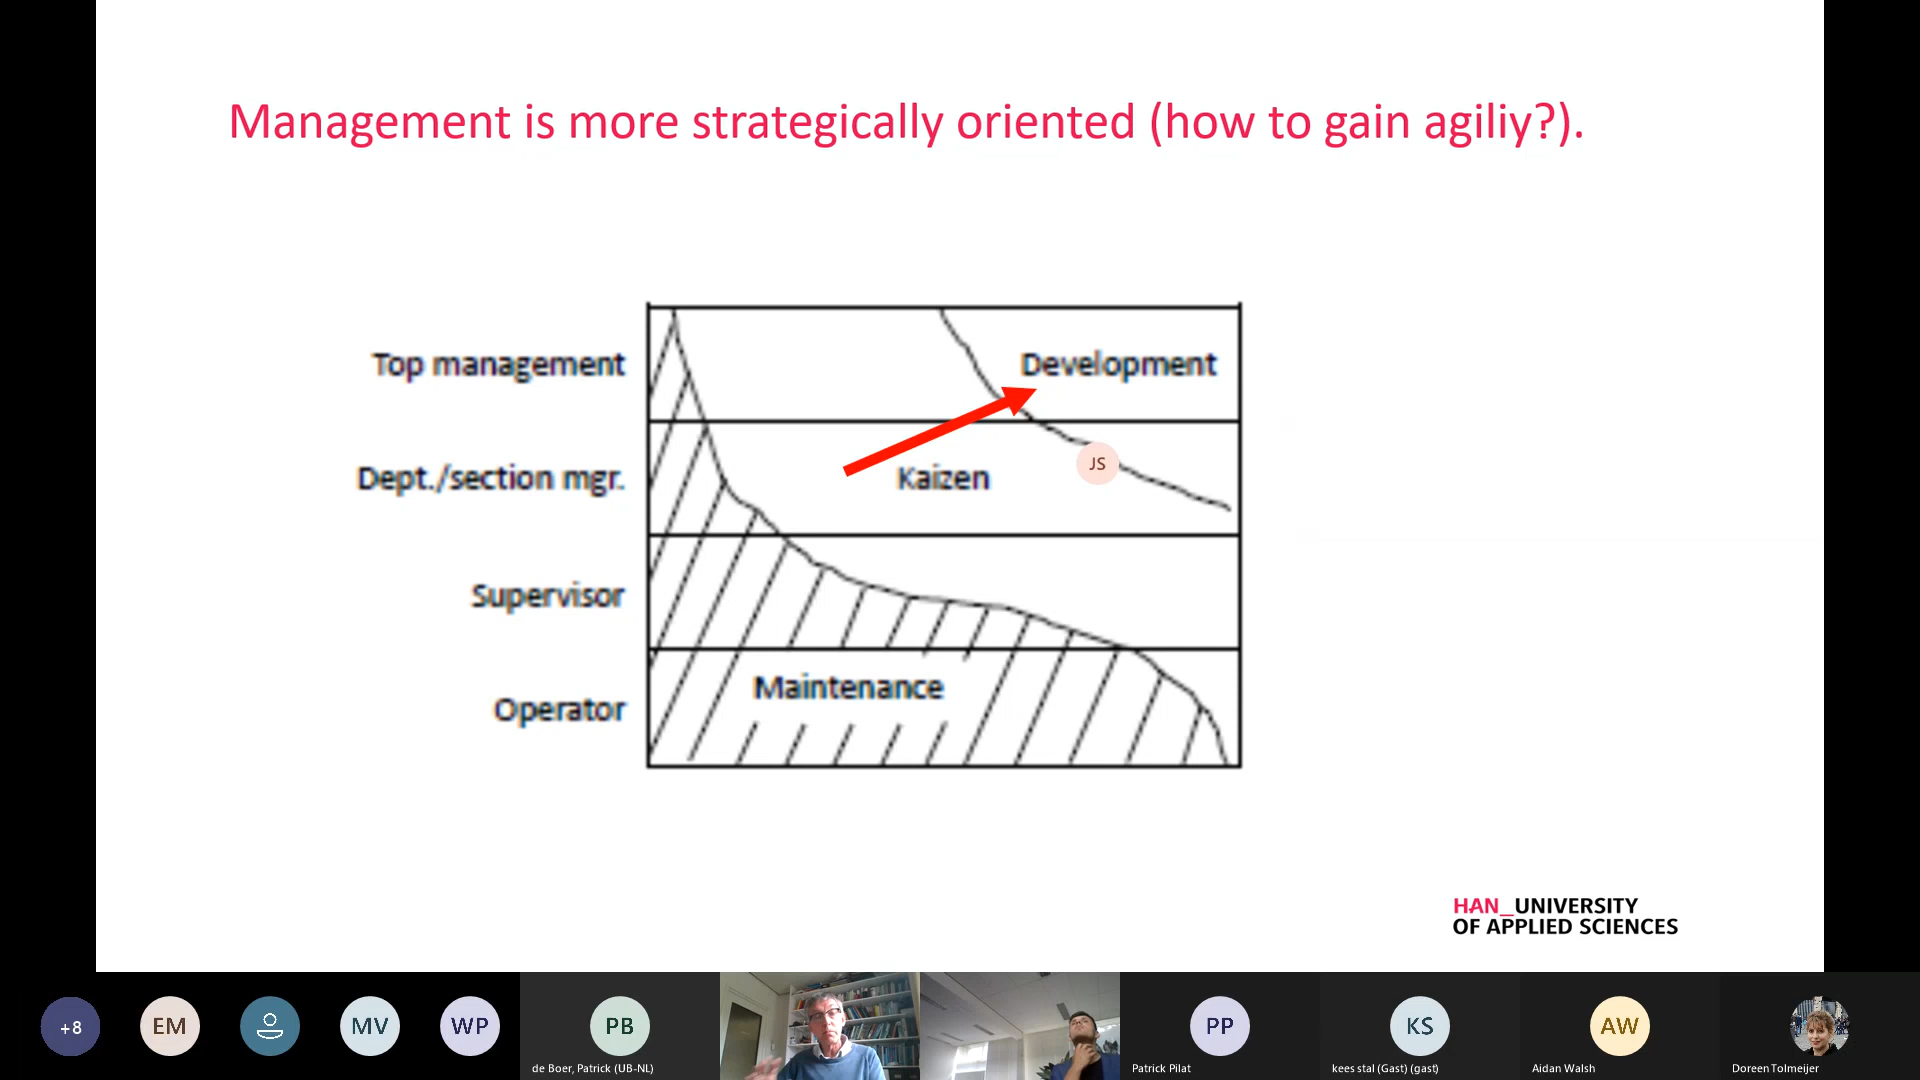 Management is more strategically oriented (how to gain agiliy?).
Top management
Development
Dept./section mgr.
Kaizen
JS
Supervisor
Maintenance
Operator
HAN_UNIVERSITY
OF APPLIED SCIENCES
+8
EM
MV
WP
PB
PP
KS
AW
de Boer, Patrick (UB-NL)
Patrick Pilat
kees stal (Gast) (gast)
Aidan Walsh
Doreen Tolmeijer